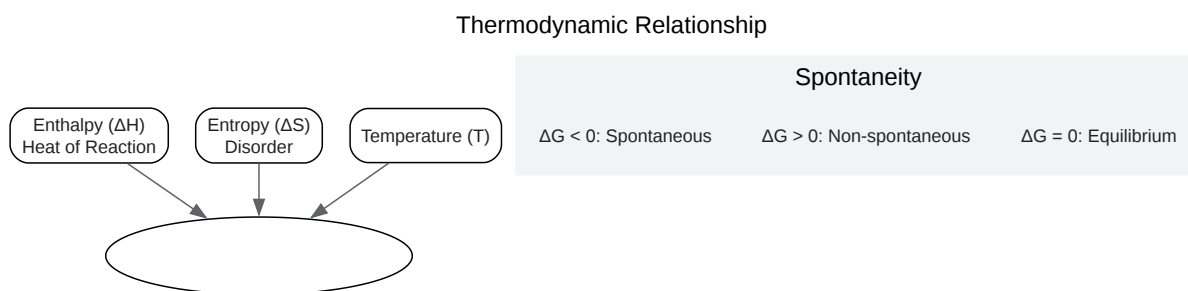 Thermodynamic Relationship
Spontaneity
Enthalpy (ΔH)
Heat of Reaction
Entropy (ΔS)
Disorder
Temperature (T)
ΔG < 0: Spontaneous
ΔG > 0: Non-spontaneous
ΔG = 0: Equilibrium